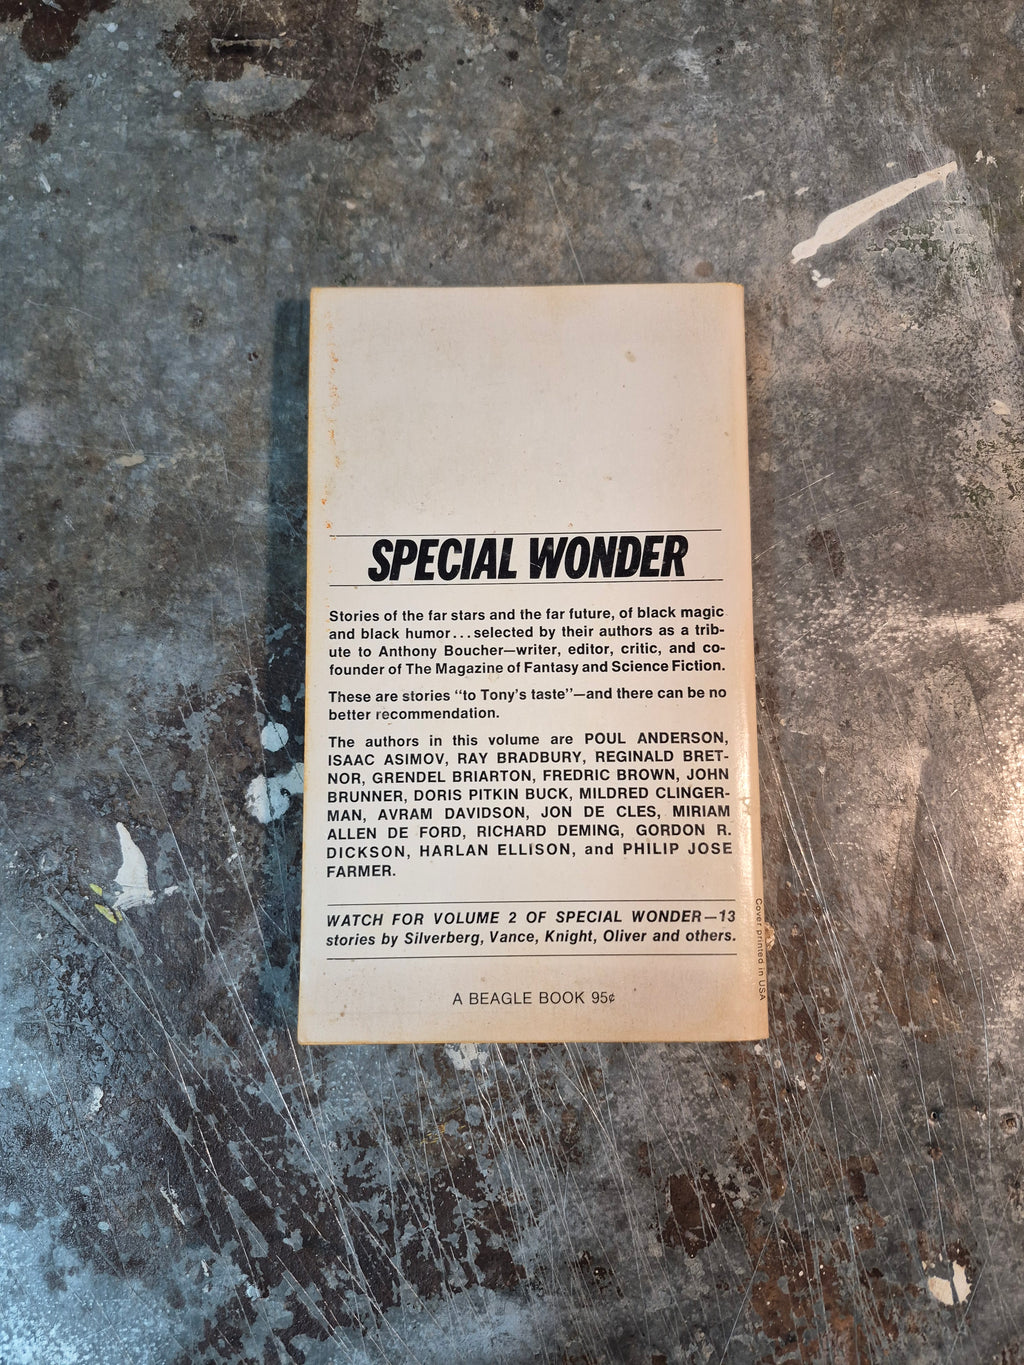 SPECIAL WONDER
Stories of the far stars and the far future, of black magic
and black humor...selected by their authors as a trib-
ute to Anthony Boucher—writer, editor, critic, and co-
founder of The Magazine of Fantasy and Science Fiction.
These are stories "to Tony's taste"—and there can be no
better recommendation.
The authors in this volume are POUL ANDERSON,
ISAAC ASIMOV, RAY BRADBURY, REGINALD BRET-
NOR, GRENDEL BRIARTON, FREDRIC BROWN, JOHN
BRUNNER, DORIS PITKIN BUCK, MILDRED CLINGER-
MAN, AVRAM DAVIDSON, JON DE CLES, MIRIAM
ALLEN DE FORD, RICHARD DEMING, GORDON R.
DICKSON, HARLAN ELLISON, and PHILIP JOSE
FARMER.
WATCH FOR VOLUME 2 OF SPECIAL WONDER—13
stories by Silverberg, Vance, Knight, Oliver and others.
A BEAGLE BOOK 95¢
Cover printed in USA